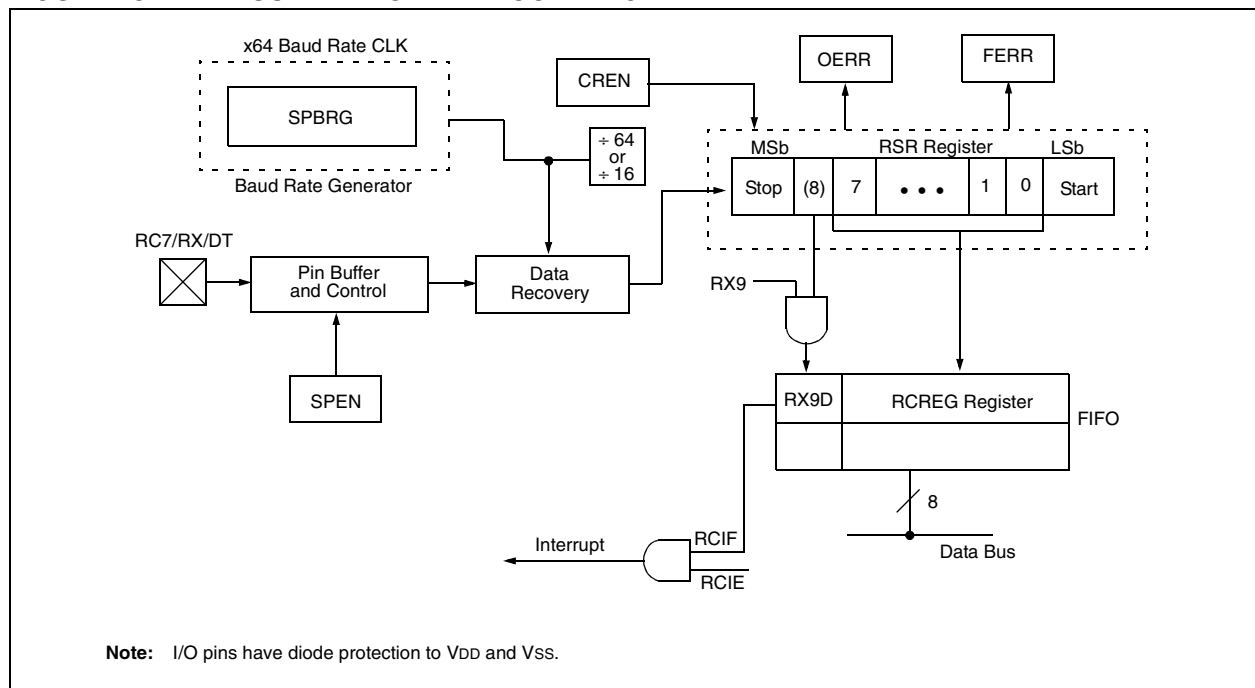 x64 Baud Rate CLK
SPBRG
Baud Rate Generator
CREN
OERR
FERR
÷ 64
or
÷ 16
MSb
RSR Register
LSb
Stop
(8)
7
• • •
1
0
Start
RC7/RX/DT
Pin Buffer
and Control
Data
Recovery
RX9
SPEN
RX9D
RCREG Register
FIFO
8
Data Bus
Interrupt
RCIF
RCIE
Note: I/O pins have diode protection to VDD and VSS.